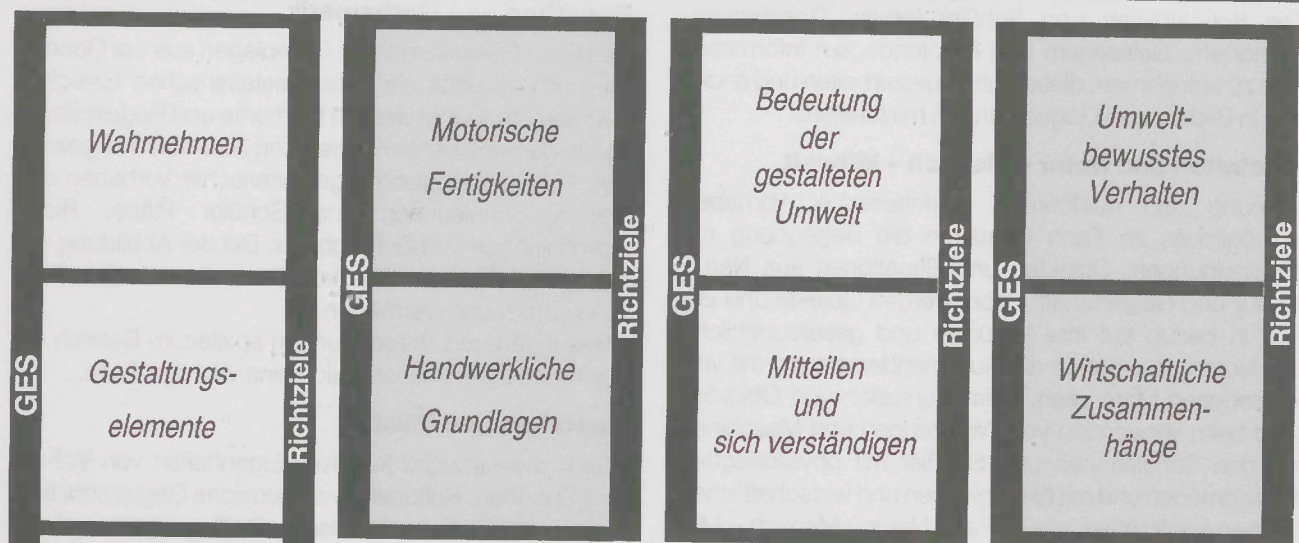 GES
Wahrnehmen
Gestaltungs-
elemente
Richtziele
GES
Motorische
Fertigkeiten
Handwerkliche
Grundlagen
Richtziele
GES
Bedeutung
der
gestalteten
Umwelt
Mitteilen
und
sich verständigen
Richtziele
GES
Umwelt-
bewusstes
Verhalten
Wirtschaftliche
Zusammen-
hänge
Richtziele